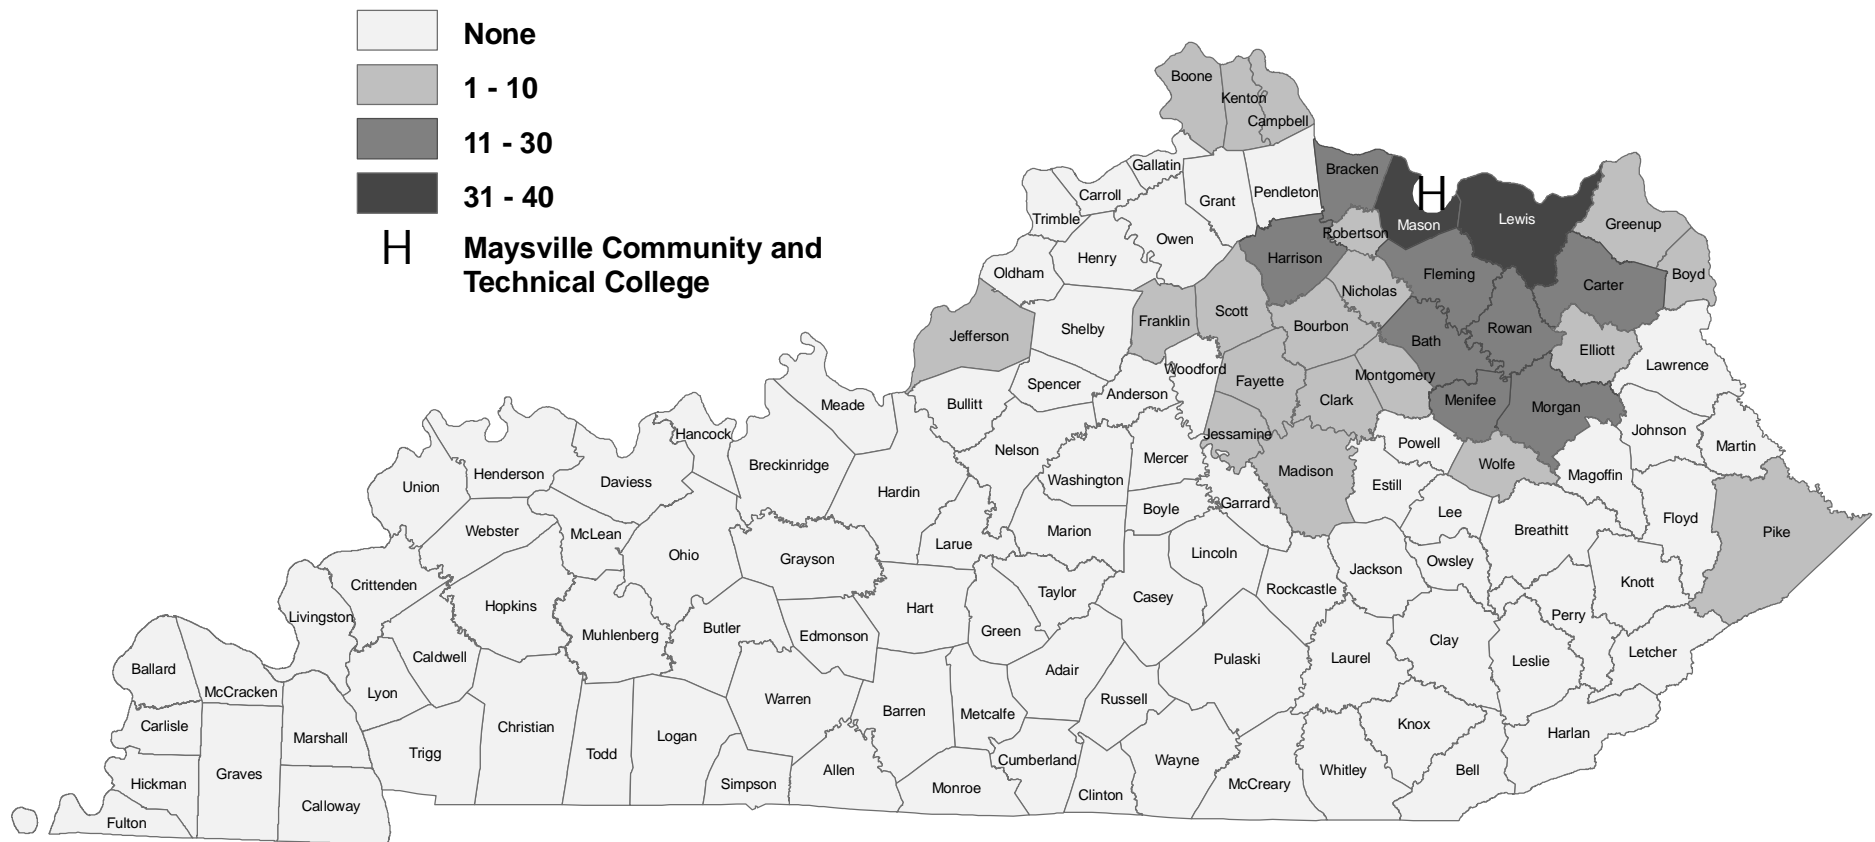 None
1 - 10
11 - 30
31 - 40
H Maysville Community and
Technical College
Boone
Kenton
Campbell
Gallatin
Bracken
Carroll
Grant
Pendleton
H
Trimble
Mason
Lewis
Greenup
Owen
Robertson
Henry
Harrison
Oldham
Fleming
Boyd
Nicholas
Carter
Jefferson
Shelby
Franklin
Scott
Bourbon
Rowan
Bath
Elliott
Woodford
Lawrence
Spencer
Anderson
Fayette
Montgomery
Meade
Bullitt
Clark
Menifee
Morgan
Hancock
Jessamine
Powell
Johnson
Martin
Henderson
Breckinridge
Nelson
Mercer
Madison
Wolfe
Magoffin
Union
Daviess
Hardin
Washington
Estill
Garrard
Boyle
Lee
Floyd
Webster
McLean
Marion
Breathitt
Pike
Ohio
Grayson
Larue
Lincoln
Owsley
Crittenden
Jackson
Knott
Hopkins
Hart
Taylor
Casey
Rockcastle
Perry
Livingston
Muhlenberg
Butler
Edmonson
Green
Clay
Letcher
Ballard
Caldwell
Adair
Pulaski
Laurel
Leslie
McCracken
Lyon
Warren
Russell
Carlisle
Christian
Barren
Metcalfe
Knox
Harlan
Marshall
Trigg
Todd
Logan
Graves
Hickman
Simpson
Allen
Monroe
Cumberland
Wayne
McCreary
Whitley
Bell
Calloway
Clinton
Fulton